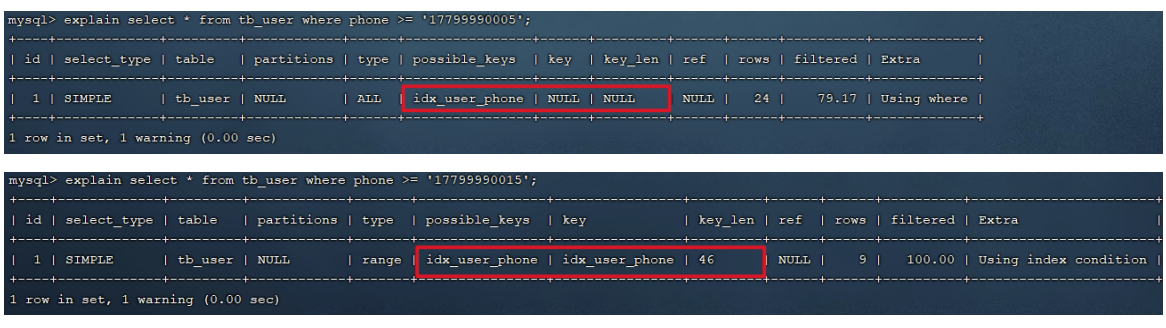 mysql> explain select * from tb_user where phone >= '17799990005';
+----+-------------+---------+------------+------+----------------+------+---------+------+------+----------+-------------+
| id | select_type | table | partitions | type | possible_keys | key | key_len | ref | rows | filtered | Extra |
+----+-------------+---------+------------+------+----------------+------+---------+------+------+----------+-------------+
| 1 | SIMPLE | tb_user | NULL | ALL | idx_user_phone | NULL | NULL | NULL | 24 | 79.17 | Using where |
+----+-------------+---------+------------+------+----------------+------+---------+------+------+----------+-------------+
1 row in set, 1 warning (0.00 sec)
mysql> explain select * from tb_user where phone >= '17799990015';
+----+-------------+---------+------------+-------+----------------+----------------+---------+------+------+----------+-----------------------+
| id | select_type | table | partitions | type | possible_keys | key | key_len | ref | rows | filtered | Extra |
+----+-------------+---------+------------+-------+----------------+----------------+---------+------+------+----------+-----------------------+
| 1 | SIMPLE | tb_user | NULL | range | idx_user_phone | idx_user_phone | 46 | NULL | 9 | 100.00 | Using index condition |
+----+-------------+---------+------------+-------+----------------+----------------+---------+------+------+----------+-----------------------+
1 row in set, 1 warning (0.00 sec)